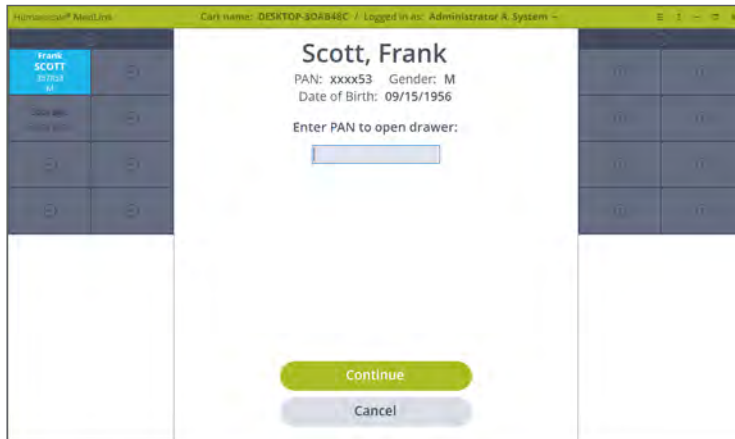 Humanscale® MedLink
Cart name: DESKTOP-SOAB48C / Logged in as: Administrator A. System
Frank
SCOTT
M
Scott, Frank
PAN: xxxx53 Gender: M
Date of Birth: 09/15/1956
Enter PAN to open drawer:
Continue
Cancel